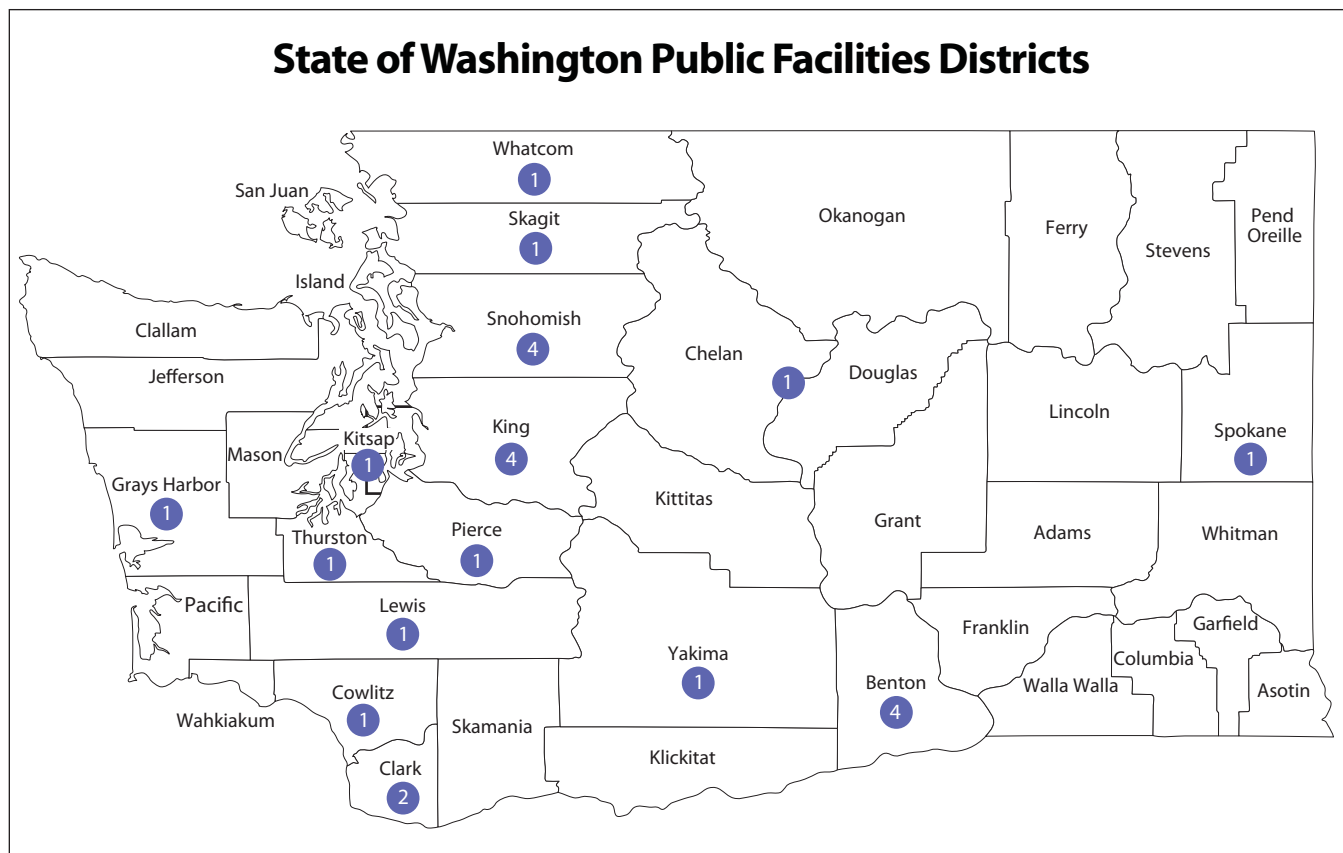 State of Washington Public Facilities Districts
Whatcom
1
San Juan
Skagit
1
Okanogan
Ferry
Stevens
Pend
Oreille
Island
Clallam
Snohomish
4
Chelan
1
Douglas
Jefferson
Lincoln
Spokane
1
Mason
Kitsap
1
King
4
Grays Harbor
1
Kittitas
Grant
Adams
Whitman
Thurston
1
Pierce
1
Pacific
Lewis
1
Franklin
Garfield
Yakima
1
Benton
4
Walla Walla
Columbia
Asotin
Wahkiakum
Cowlitz
1
Skamania
Klickitat
Clark
2